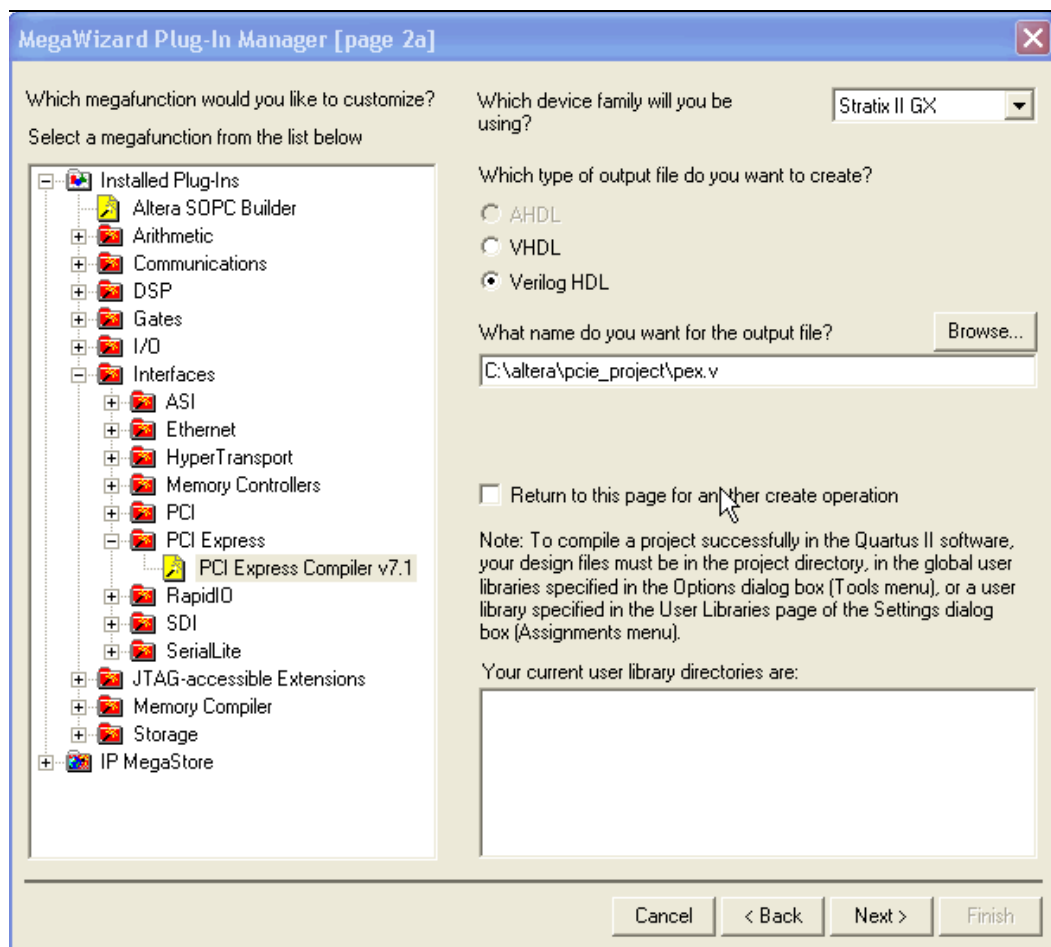 MegaWizard Plug-In Manager [page 2a]
Which megafunction would you like to customize?
Select a megafunction from the list below
Installed Plug-Ins
Altera SOPC Builder
Arithmetic
Communications
DSP
Gates
I/O
Interfaces
ASI
Ethernet
HyperTransport
Memory Controllers
PCI
PCI Express
PCI Express Compiler v7.1
RapidIO
SDI
SerialLite
JTAG-accessible Extensions
Memory Compiler
Storage
IP MegaStore
Which device family will you be
using?
Stratix II GX
Which type of output file do you want to create?
AHDL
VHDL
Verilog HDL
What name do you want for the output file?
Browse...
C:\altera\pcie_project\pex.v
Return to this page for another create operation
Note: To compile a project successfully in the Quartus II software,
your design files must be in the project directory, in the global user
libraries specified in the Options dialog box (Tools menu), or a user
library specified in the User Libraries page of the Settings dialog
box (Assignments menu).
Your current user library directories are:
Cancel
< Back
Next >
Finish